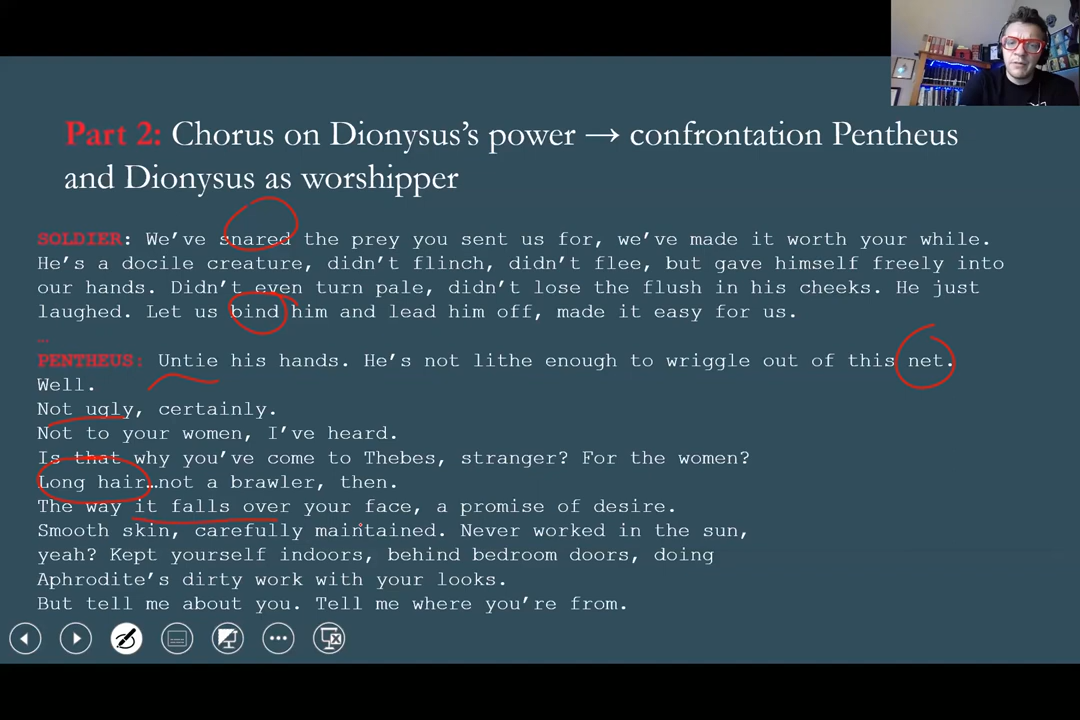 Part 2: Chorus on Dionysus’s power → confrontation Pentheus
and Dionysus as worshipper
SOLDIER: We’ve snared the prey you sent us for, we’ve made it worth your while.
He’s a docile creature, didn’t flinch, didn’t flee, but gave himself freely into
our hands. Didn’t even turn pale, didn’t lose the flush in his cheeks. He just
laughed. Let us bind him and lead him off, made it easy for us.
…
PENTHEUS: Untie his hands. He’s not lithe enough to wriggle out of this net.
Well.
Not ugly, certainly.
Not to your women, I’ve heard.
Is that why you’ve come to Thebes, stranger? For the women?
Long hair…not a brawler, then.
The way it falls over your face, a promise of desire.
Smooth skin, carefully maintained. Never worked in the sun,
yeah? Kept yourself indoors, behind bedroom doors, doing
Aphrodite’s dirty work with your looks.
But tell me about you. Tell me where you’re from.